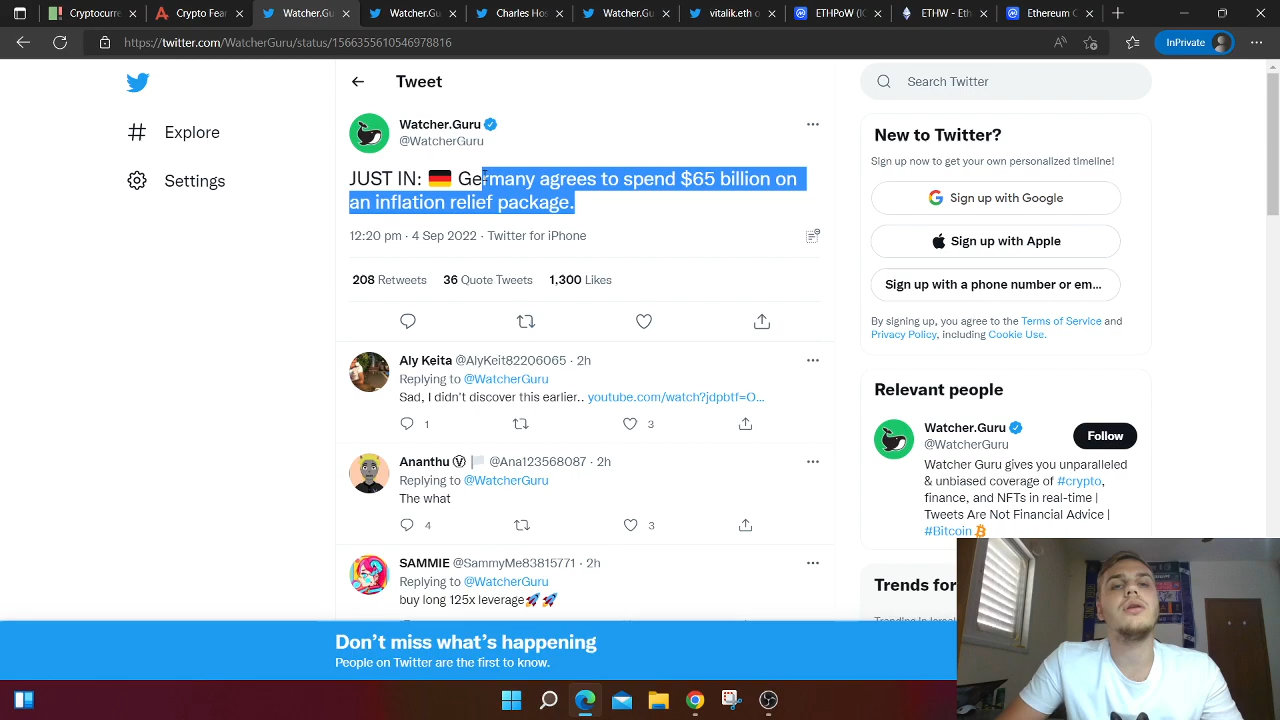 Cryptocurre
Crypto Fear
Watcher.Gu
Watcher.Gu
Charles Hos
Watcher.Gu
vitalik.eth o
ETHPoW (IC
ETHW - Eth
Ethereum C
https://twitter.com/WatcherGuru/status/1566355610546978816
InPrivate
Explore
Settings
Tweet
Watcher.Guru
@WatcherGuru
JUST IN: Germany agrees to spend $65 billion on
an inflation relief package.
12:20 pm · 4 Sep 2022 · Twitter for iPhone
208 Retweets 36 Quote Tweets 1,300 Likes
Aly Keita @AlyKeit82206065 · 2h
Replying to @WatcherGuru
Sad, I didn't discover this earlier.. youtube.com/watch?jdpbtf=O...
1 3
Ananthu Ⓥ @Ana123568087 · 2h
Replying to @WatcherGuru
The what
4 3
SAMMIE @SammyMe83815771 · 2h
Replying to @WatcherGuru
buy long 125x leverage🚀🚀
Search Twitter
New to Twitter?
Sign up now to get your own personalized timeline!
Sign up with Google
Sign up with Apple
Sign up with a phone number or em...
By signing up, you agree to the Terms of Service and
Privacy Policy, including Cookie Use.
Relevant people
Watcher.Guru
@WatcherGuru
Follow
Watcher Guru gives you unparalleled
& unbiased coverage of #crypto,
finance, and NFTs in real-time |
Tweets Are Not Financial Advice |
#Bitcoin
Trends for
Don't miss what's happening
People on Twitter are the first to know.